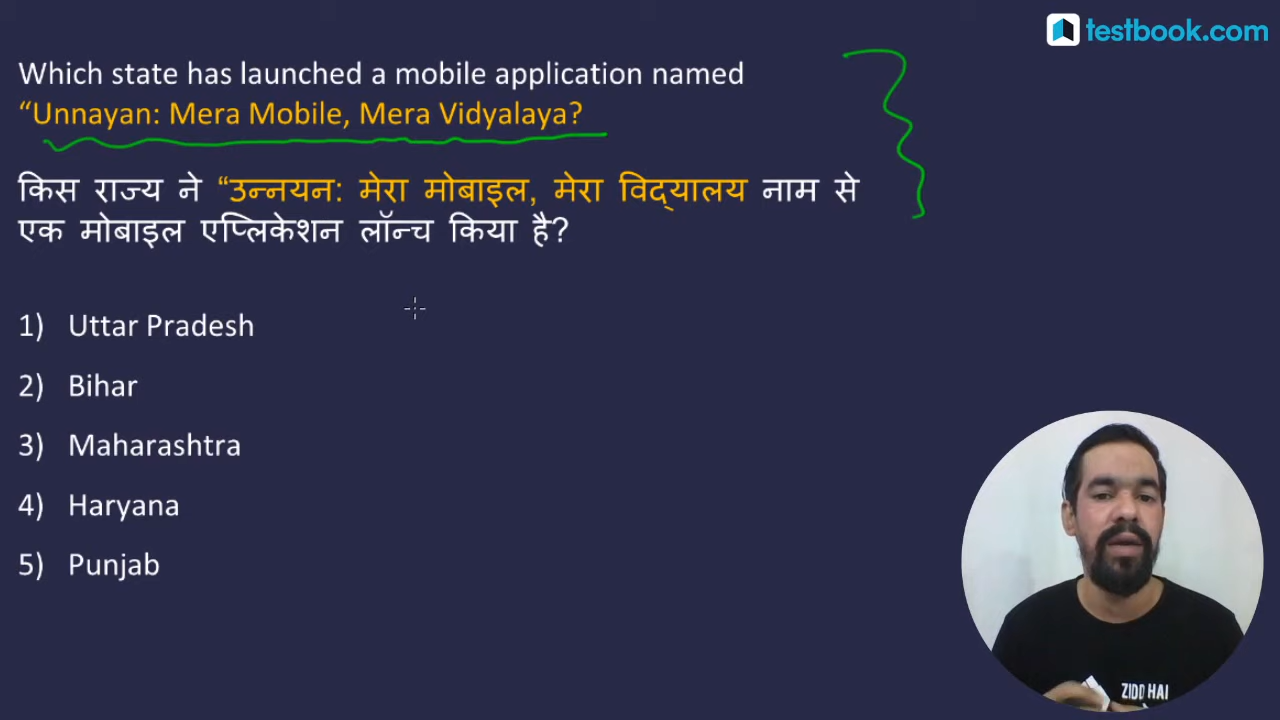 testbook.com
Which state has launched a mobile application named
“Unnayan: Mera Mobile, Mera Vidyalaya?
किस राज्य ने “उन्नयन: मेरा मोबाइल, मेरा विद्यालय नाम से
एक मोबाइल एप्लिकेशन लॉन्च किया है?
1) Uttar Pradesh
2) Bihar
3) Maharashtra
4) Haryana
5) Punjab
ZIDD HAI